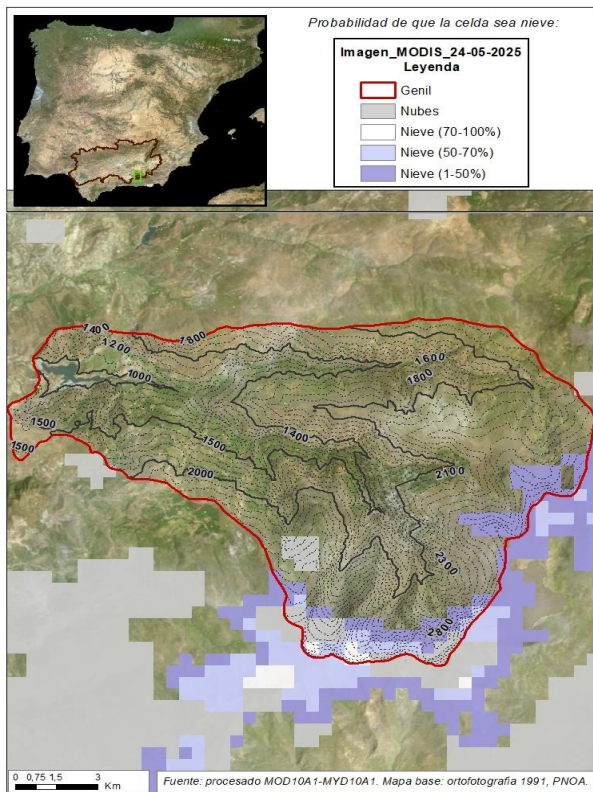 Probabilidad de que la celda sea nieve:
Imagen_MODIS_24-05-2025
Leyenda
Genil
Nubes
Nieve (70-100%)
Nieve (50-70%)
Nieve (1-50%)
1400
1200
1800
1000
1600
1800
1500
1500
1500
1400
2000
2100
2300
2800
0 0,75 1,5 3
Km
Fuente: procesado MOD10A1-MYD10A1. Mapa base: ortofotografia 1991, PNOA.